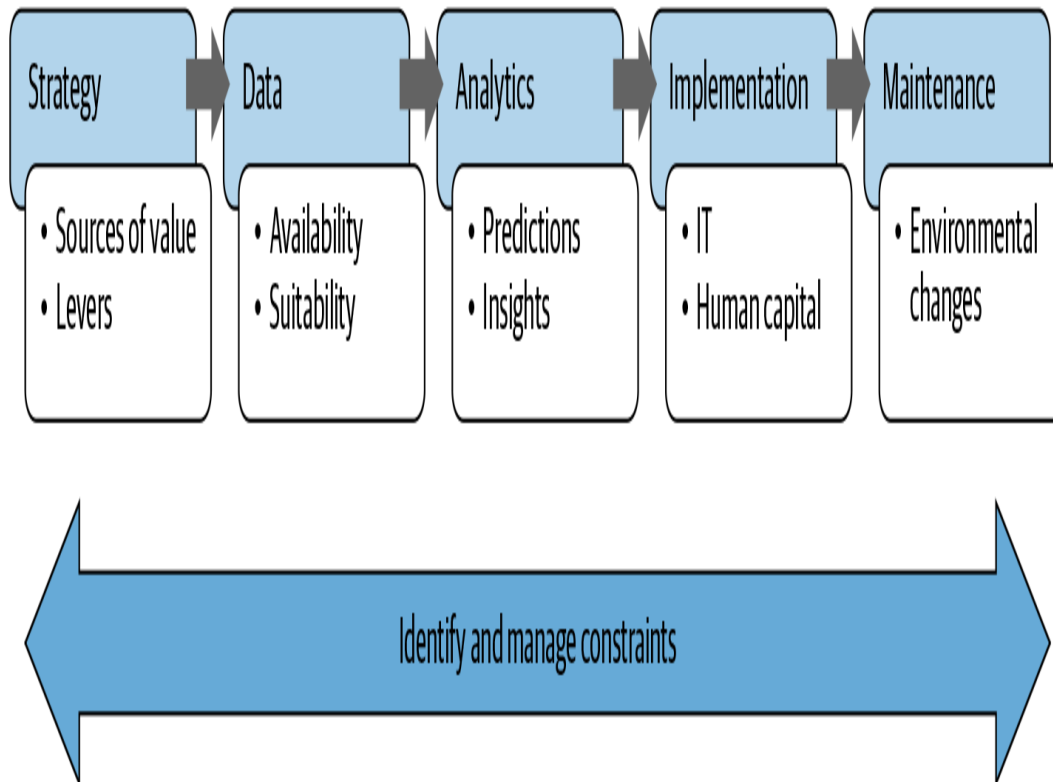 Strategy
• Sources of value
• Levers
Data
• Availability
• Suitability
Analytics
• Predictions
• Insights
Implementation
• IT
• Human capital
Maintenance
• Environmental
changes
Identify and manage constraints